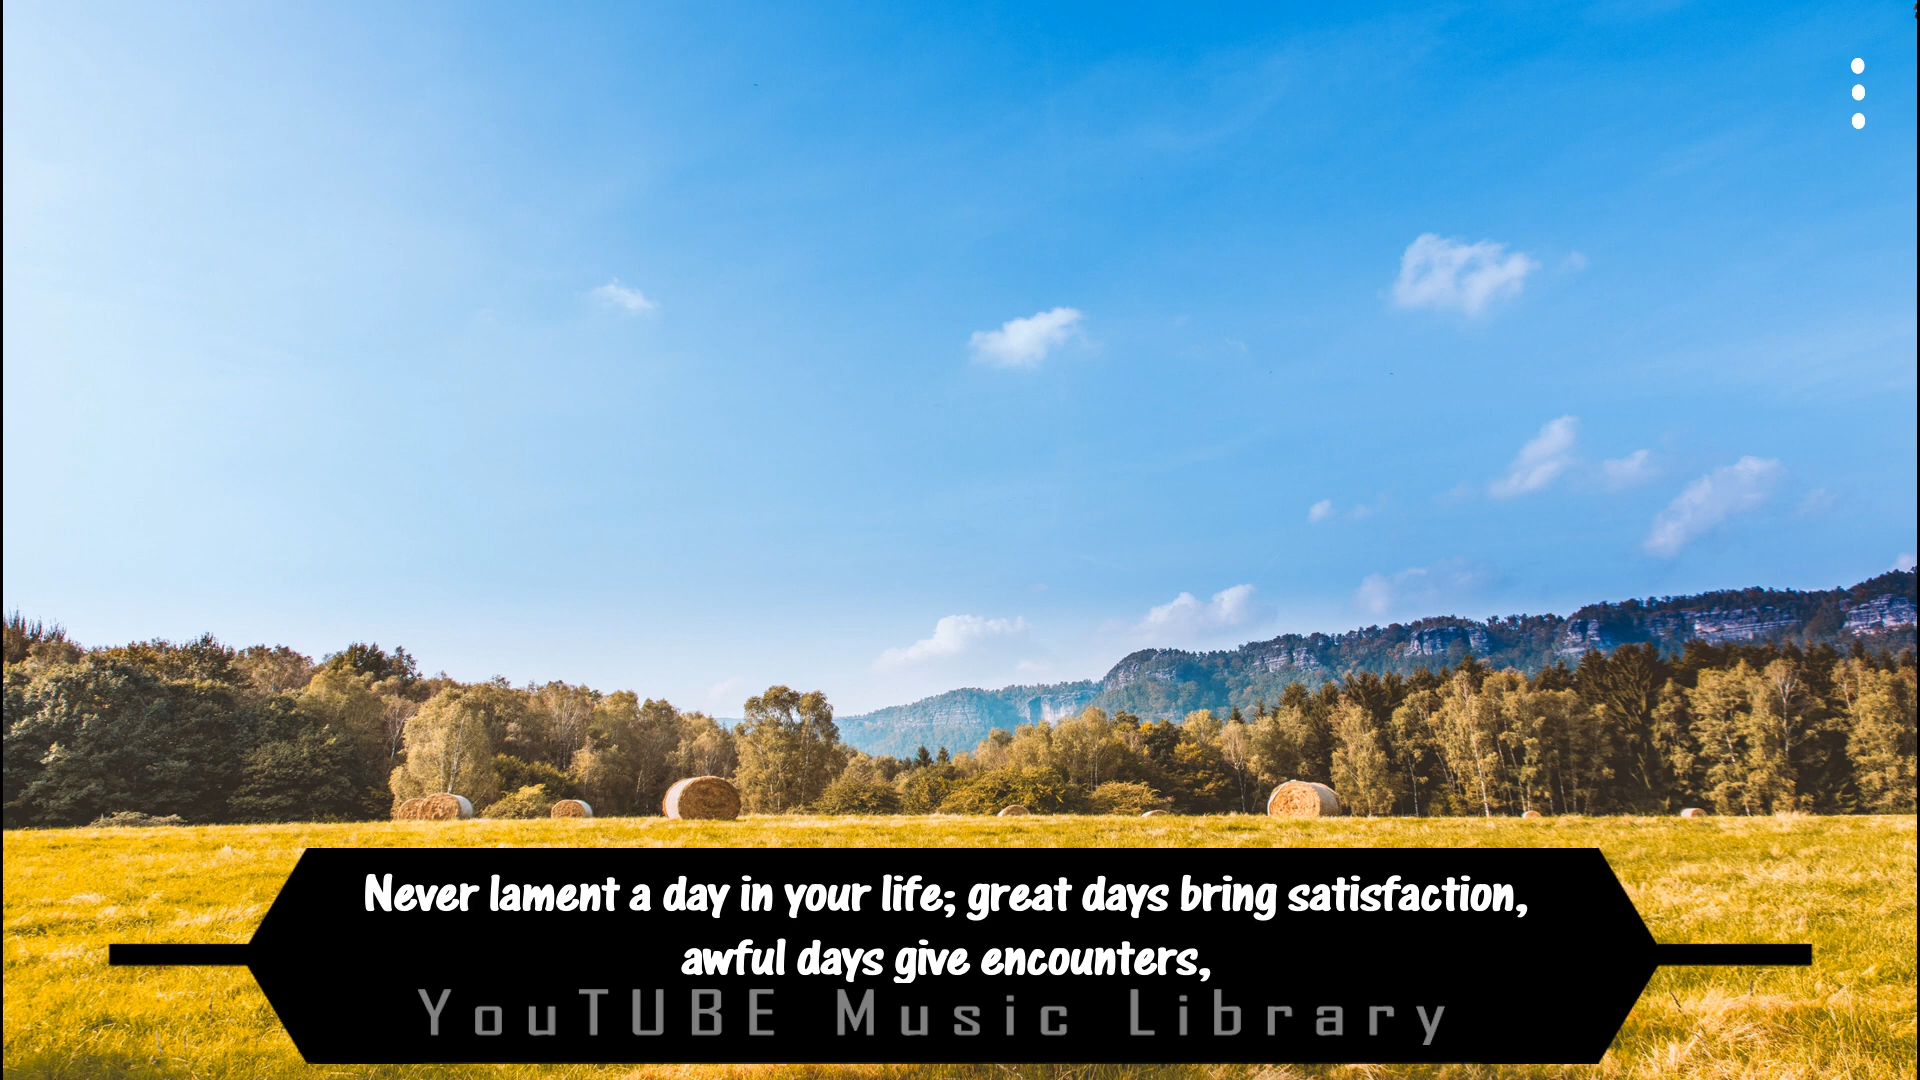 Never lament a day in your life; great days bring satisfaction,
awful days give encounters,
YouTUBE Music Library